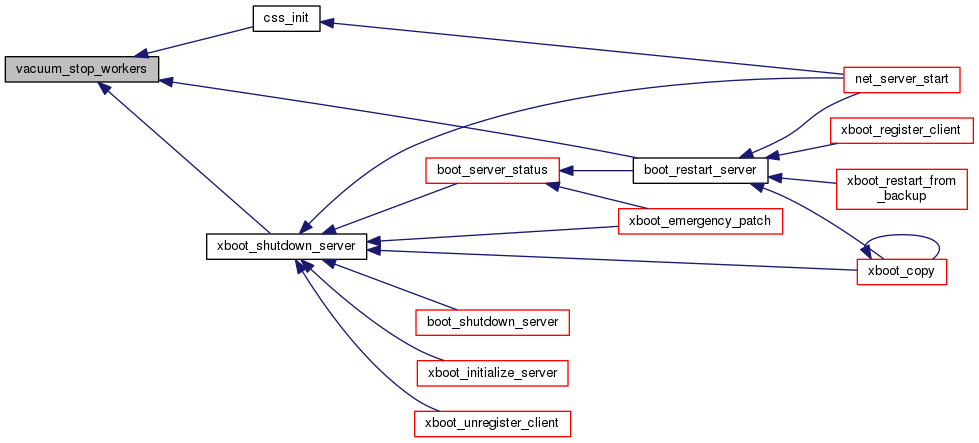 css_init
vacuum_stop_workers
net_server_start
xboot_register_client
boot_server_status
boot_restart_server
xboot_restart_from
_backup
xboot_emergency_patch
xboot_shutdown_server
xboot_copy
boot_shutdown_server
xboot_initialize_server
xboot_unregister_client